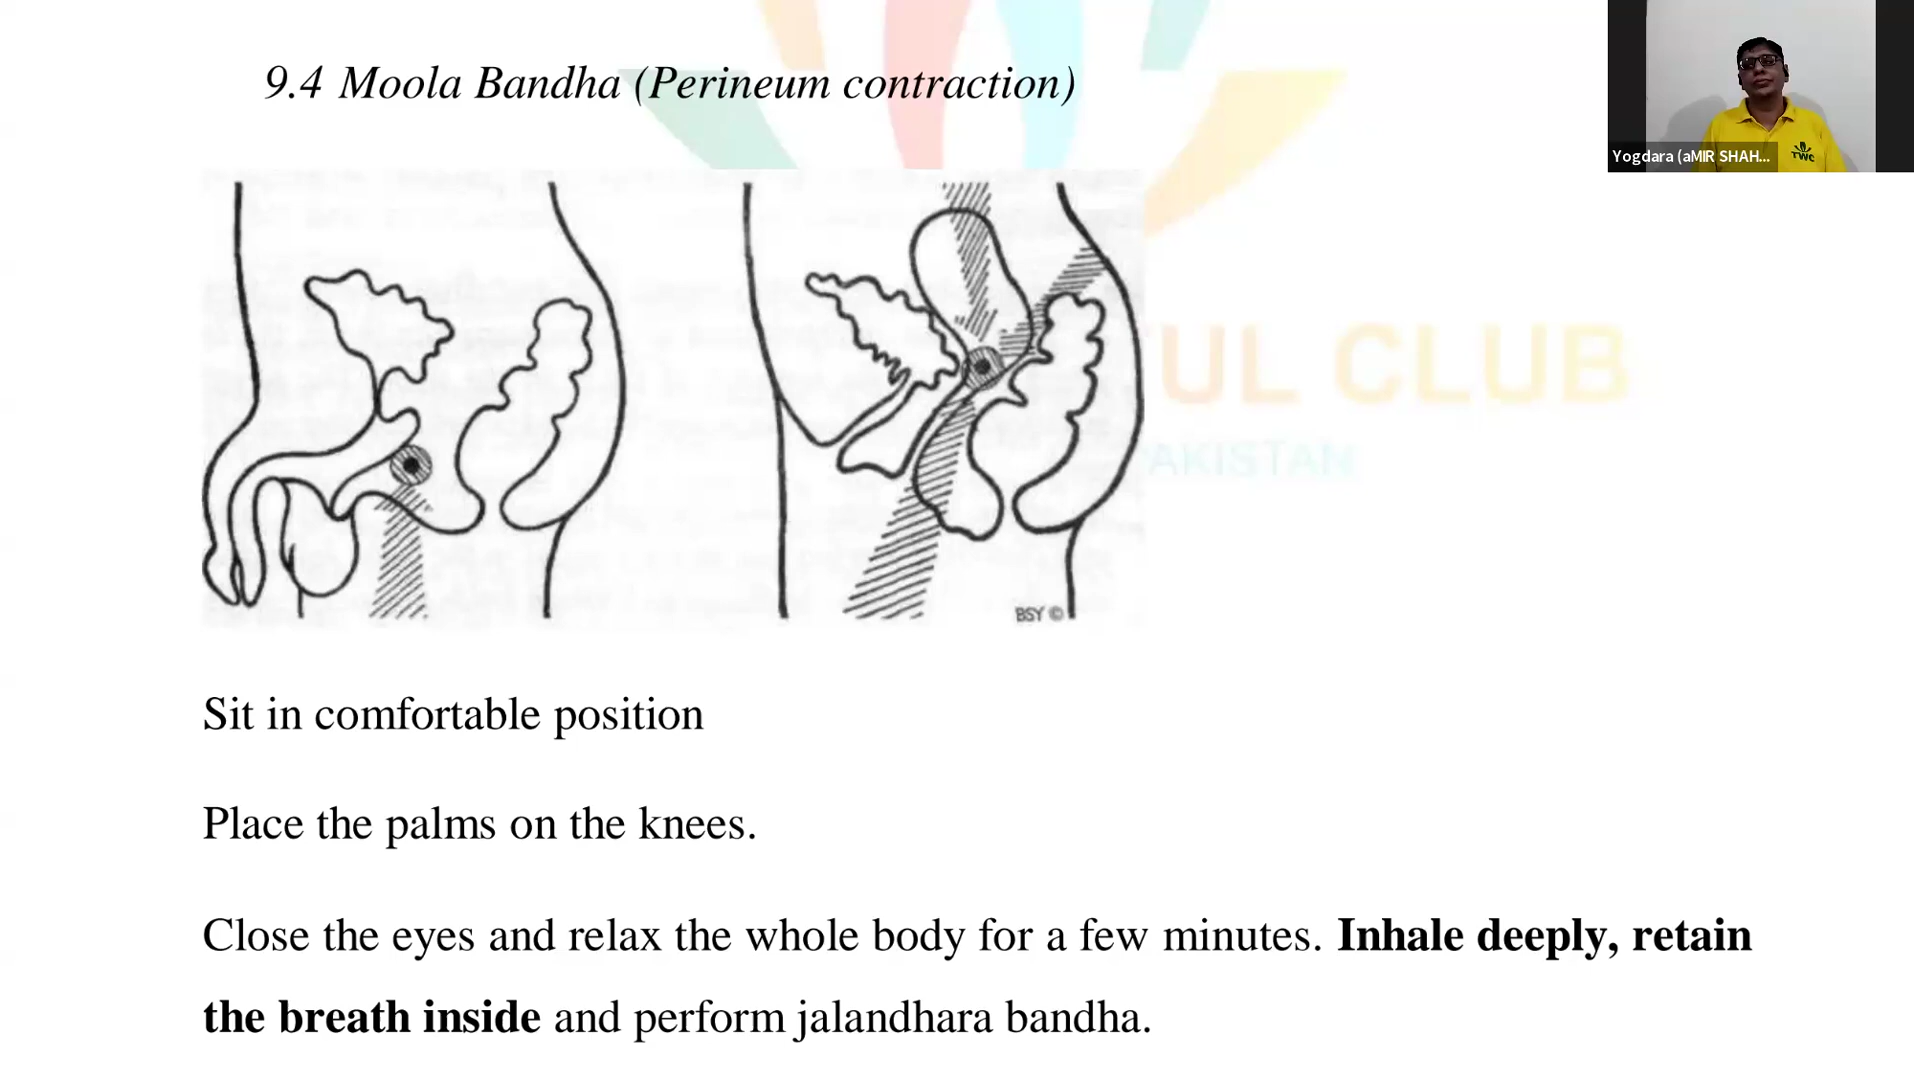 9.4 Moola Bandha (Perineum contraction)
Yogdara (aMIR SHAH...
TWC
UL CLUB
AKISTAN
BSY ©
Sit in comfortable position
Place the palms on the knees.
Close the eyes and relax the whole body for a few minutes. Inhale deeply, retain
the breath inside and perform jalandhara bandha.